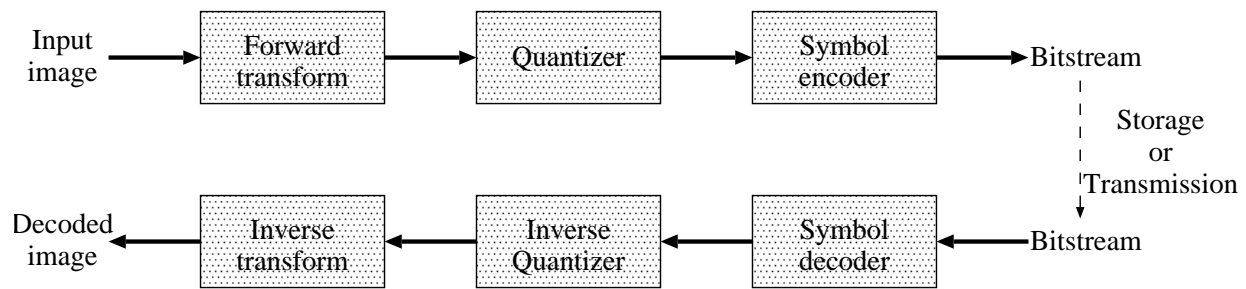 Input
image
Forward
transform
Quantizer
Symbol
encoder
Bitstream
Storage
or
Transmission
Decoded
image
Inverse
transform
Inverse
Quantizer
Symbol
decoder
Bitstream